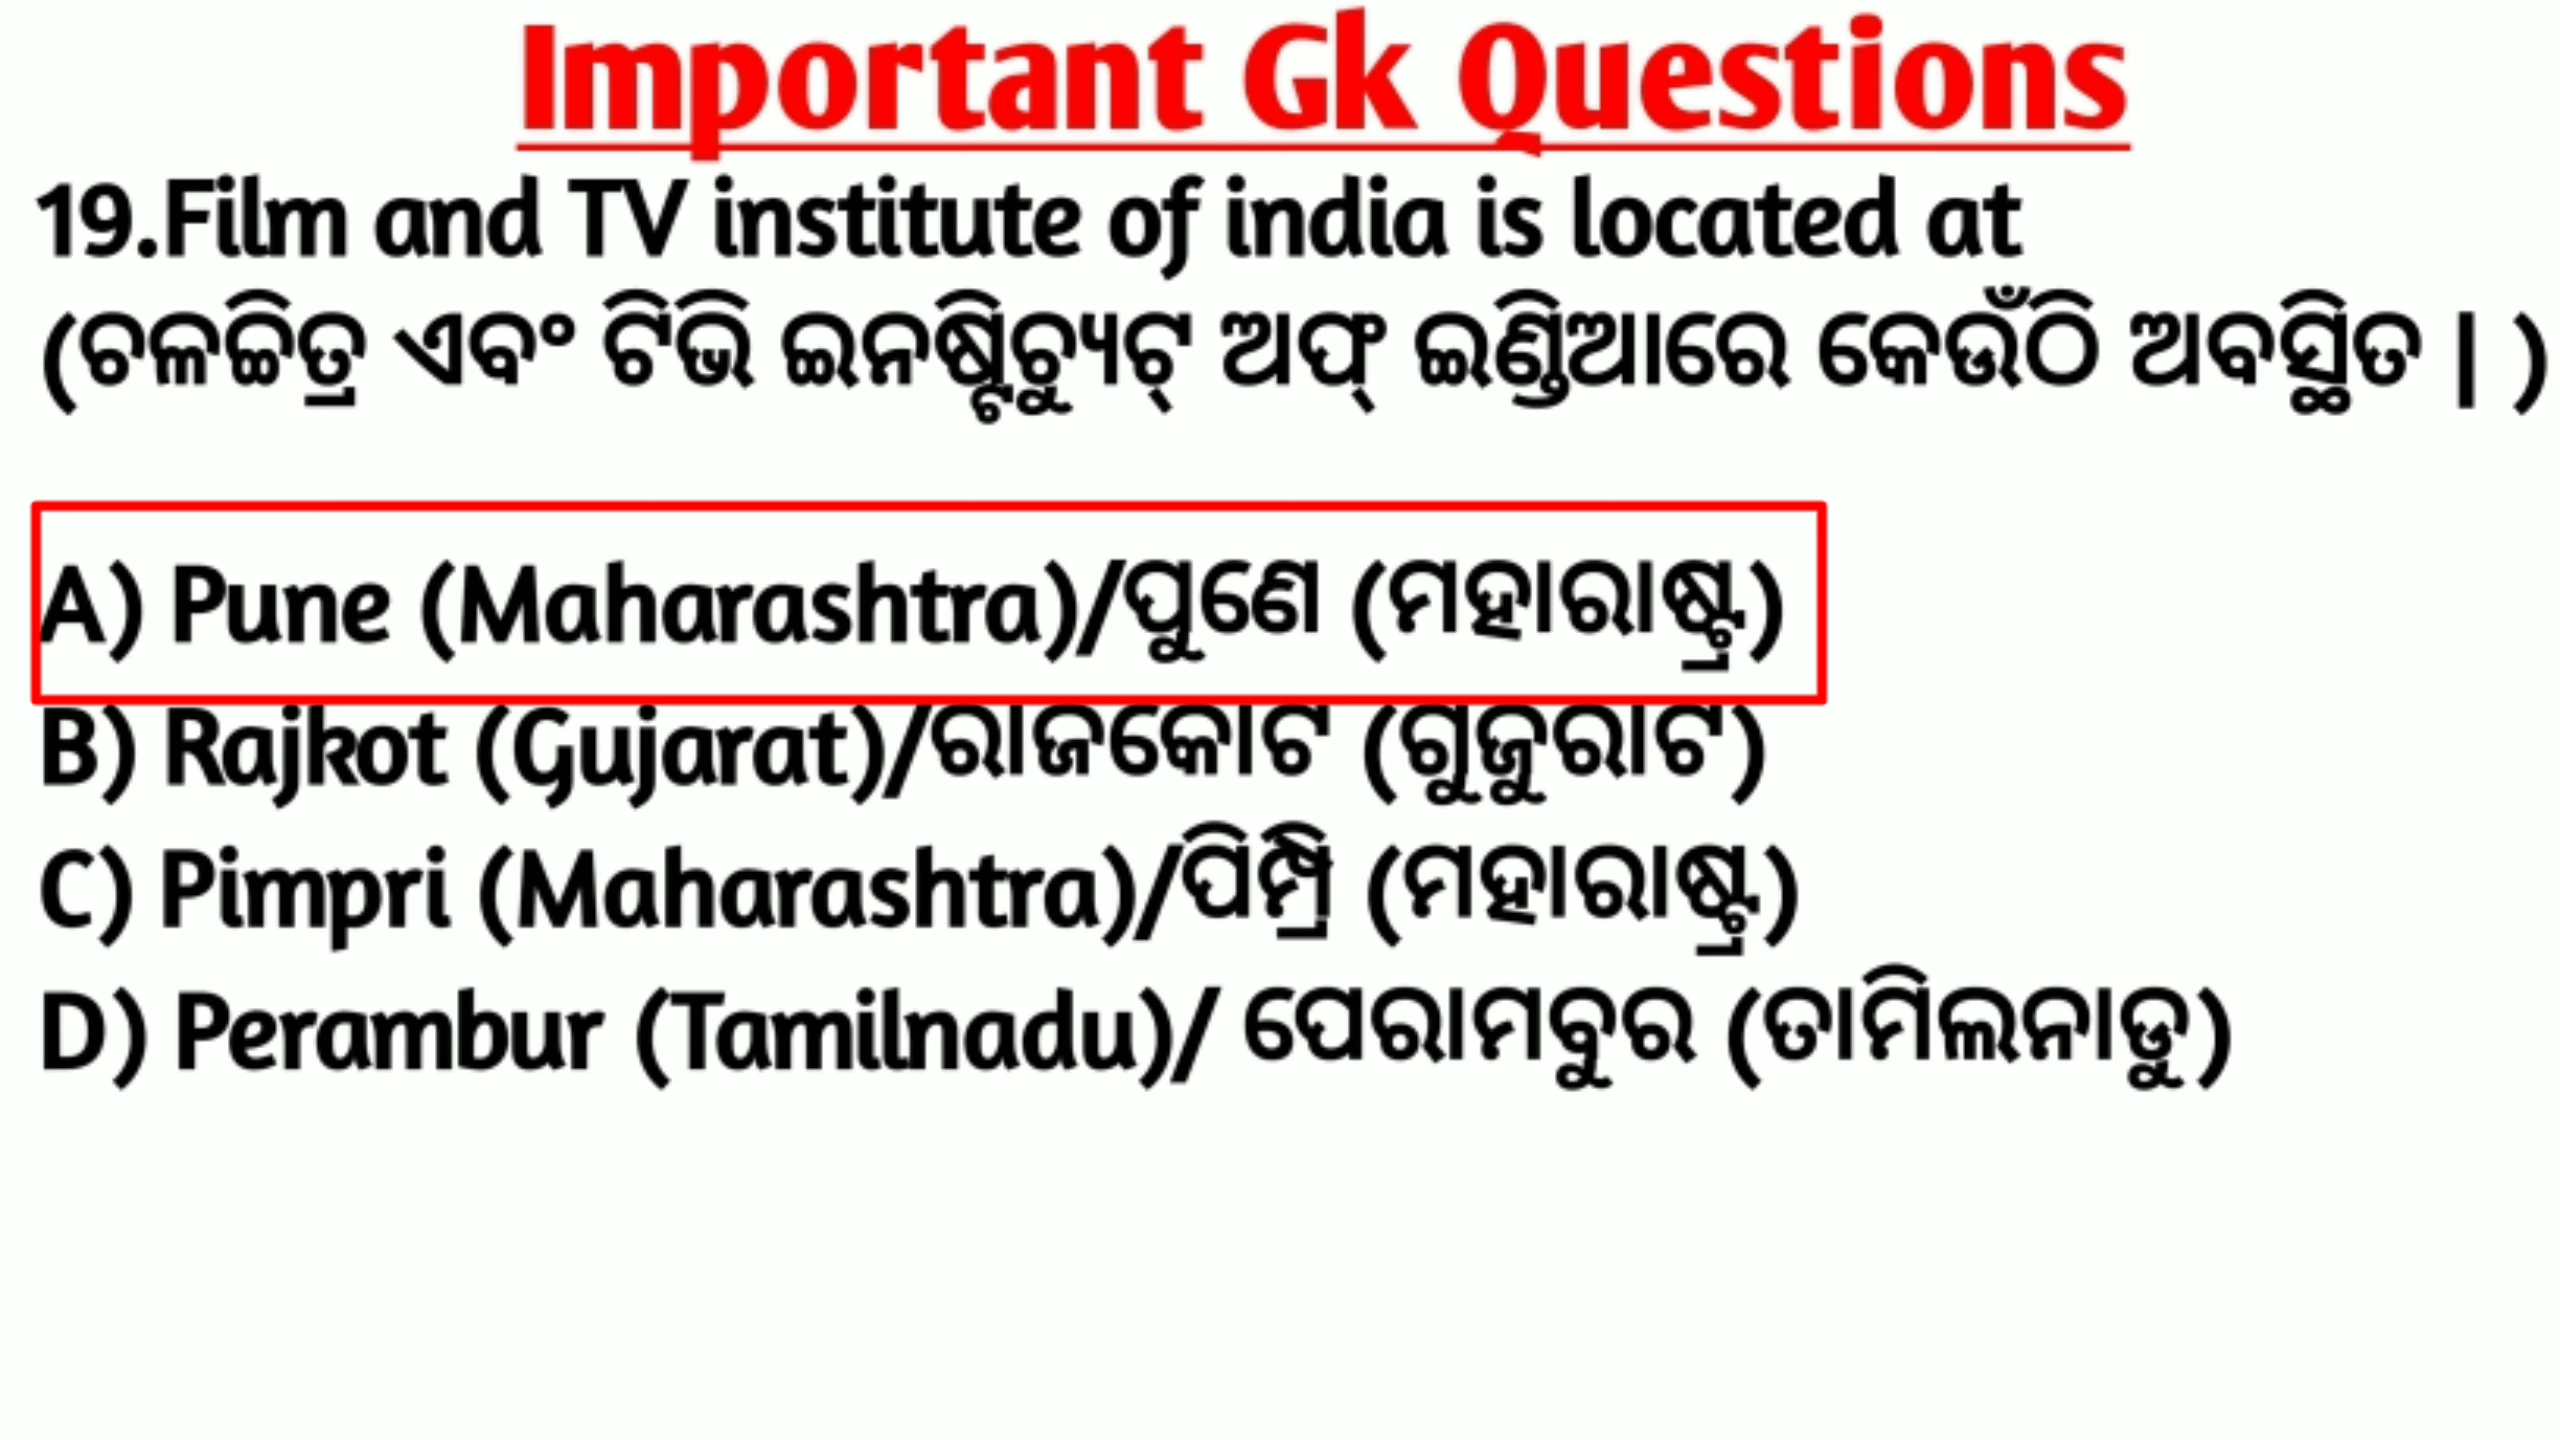 Important Gk Questions
19.Film and TV institute of india is located at
(ଚଳଚ୍ଚିତ୍ର ଏବଂ ଟିଭି ଇନଷ୍ଟିଚ୍ୟୁଟ୍ ଅଫ୍ ଇଣ୍ଡିଆରେ କେଉଁଠି ଅବସ୍ଥିତ | )
A) Pune (Maharashtra)/ପୁଣେ (ମହାରାଷ୍ଟ୍ର)
B) Rajkot (Gujarat)/ରାଜକୋଟ (ଗୁଜୁରାଟ)
C) Pimpri (Maharashtra)/ପିମ୍ପ୍ରି (ମହାରାଷ୍ଟ୍ର)
D) Perambur (Tamilnadu)/ ପେରାମବୁର (ତାମିଲନାଡୁ)